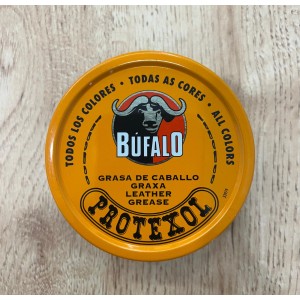 TODOS LOS COLORES • TODAS AS CORES • ALL COLORS
BÚFALO
GRASA DE CABALLO
GRAXA
LEATHER
GREASE
PROTEXOL